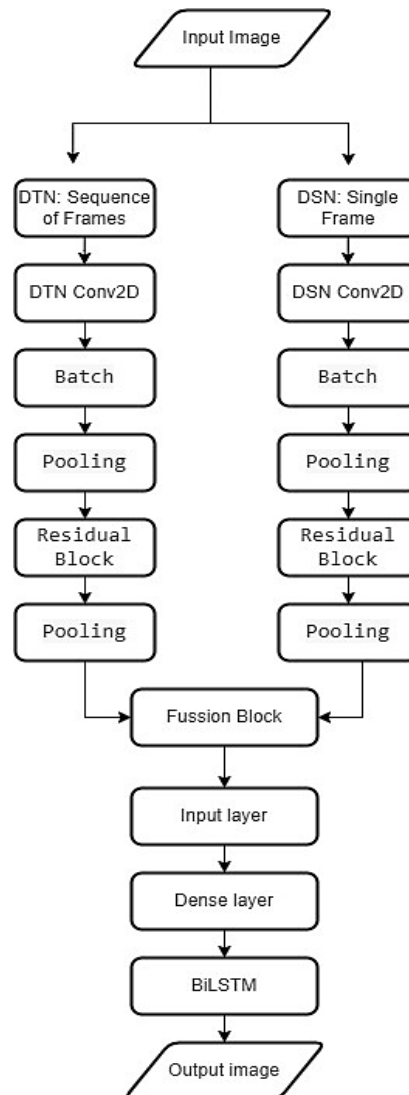 Input Image
DTN: Sequence
of Frames
DSN: Single
Frame
DTN Conv2D
DSN Conv2D
Batch
Batch
Pooling
Pooling
Residual
Block
Residual
Block
Pooling
Pooling
Fussion Block
Input layer
Dense layer
BiLSTM
Output image